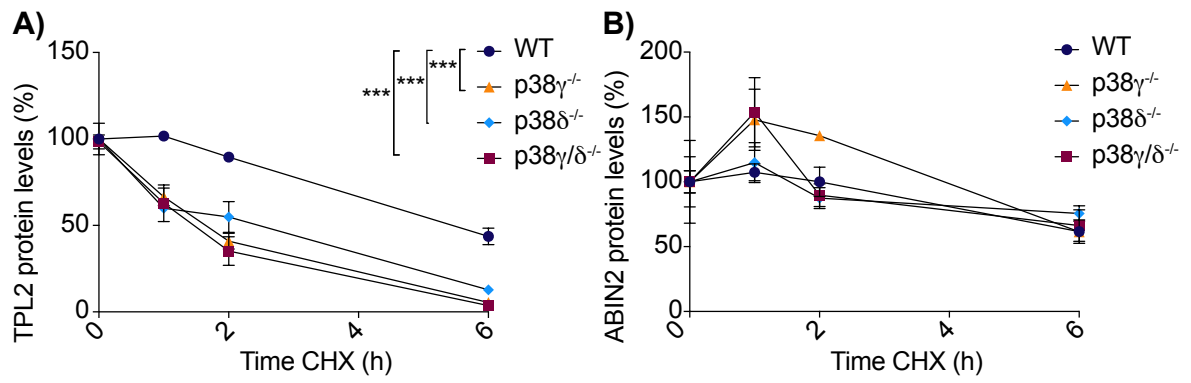 A)
TPL2 protein levels (%)
150
100
50
0
0
2
4
6
Time CHX (h)
***
***
***
WT
p38γ-/-
p38δ-/-
p38γ/δ-/-
B)
ABIN2 protein levels (%)
200
150
100
50
0
0
2
4
6
Time CHX (h)
WT
p38γ-/-
p38δ-/-
p38γ/δ-/-